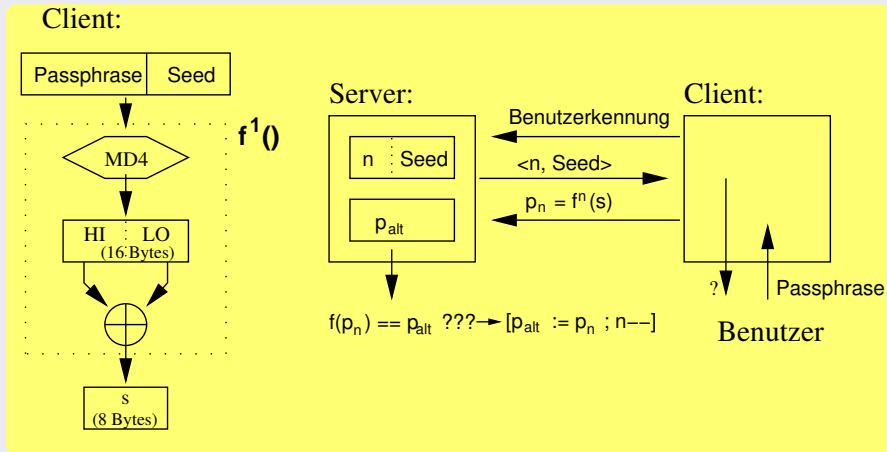 Client:
Passphrase Seed
f¹()
MD4
HI LO
(16 Bytes)
s
(8 Bytes)
Server:
Client:
Benutzerkennung
n Seed
<n, Seed>
pₙ = fⁿ(s)
p_alt
?
Passphrase
f(pₙ) == p_alt ???→[p_alt := pₙ ; n−−]
Benutzer